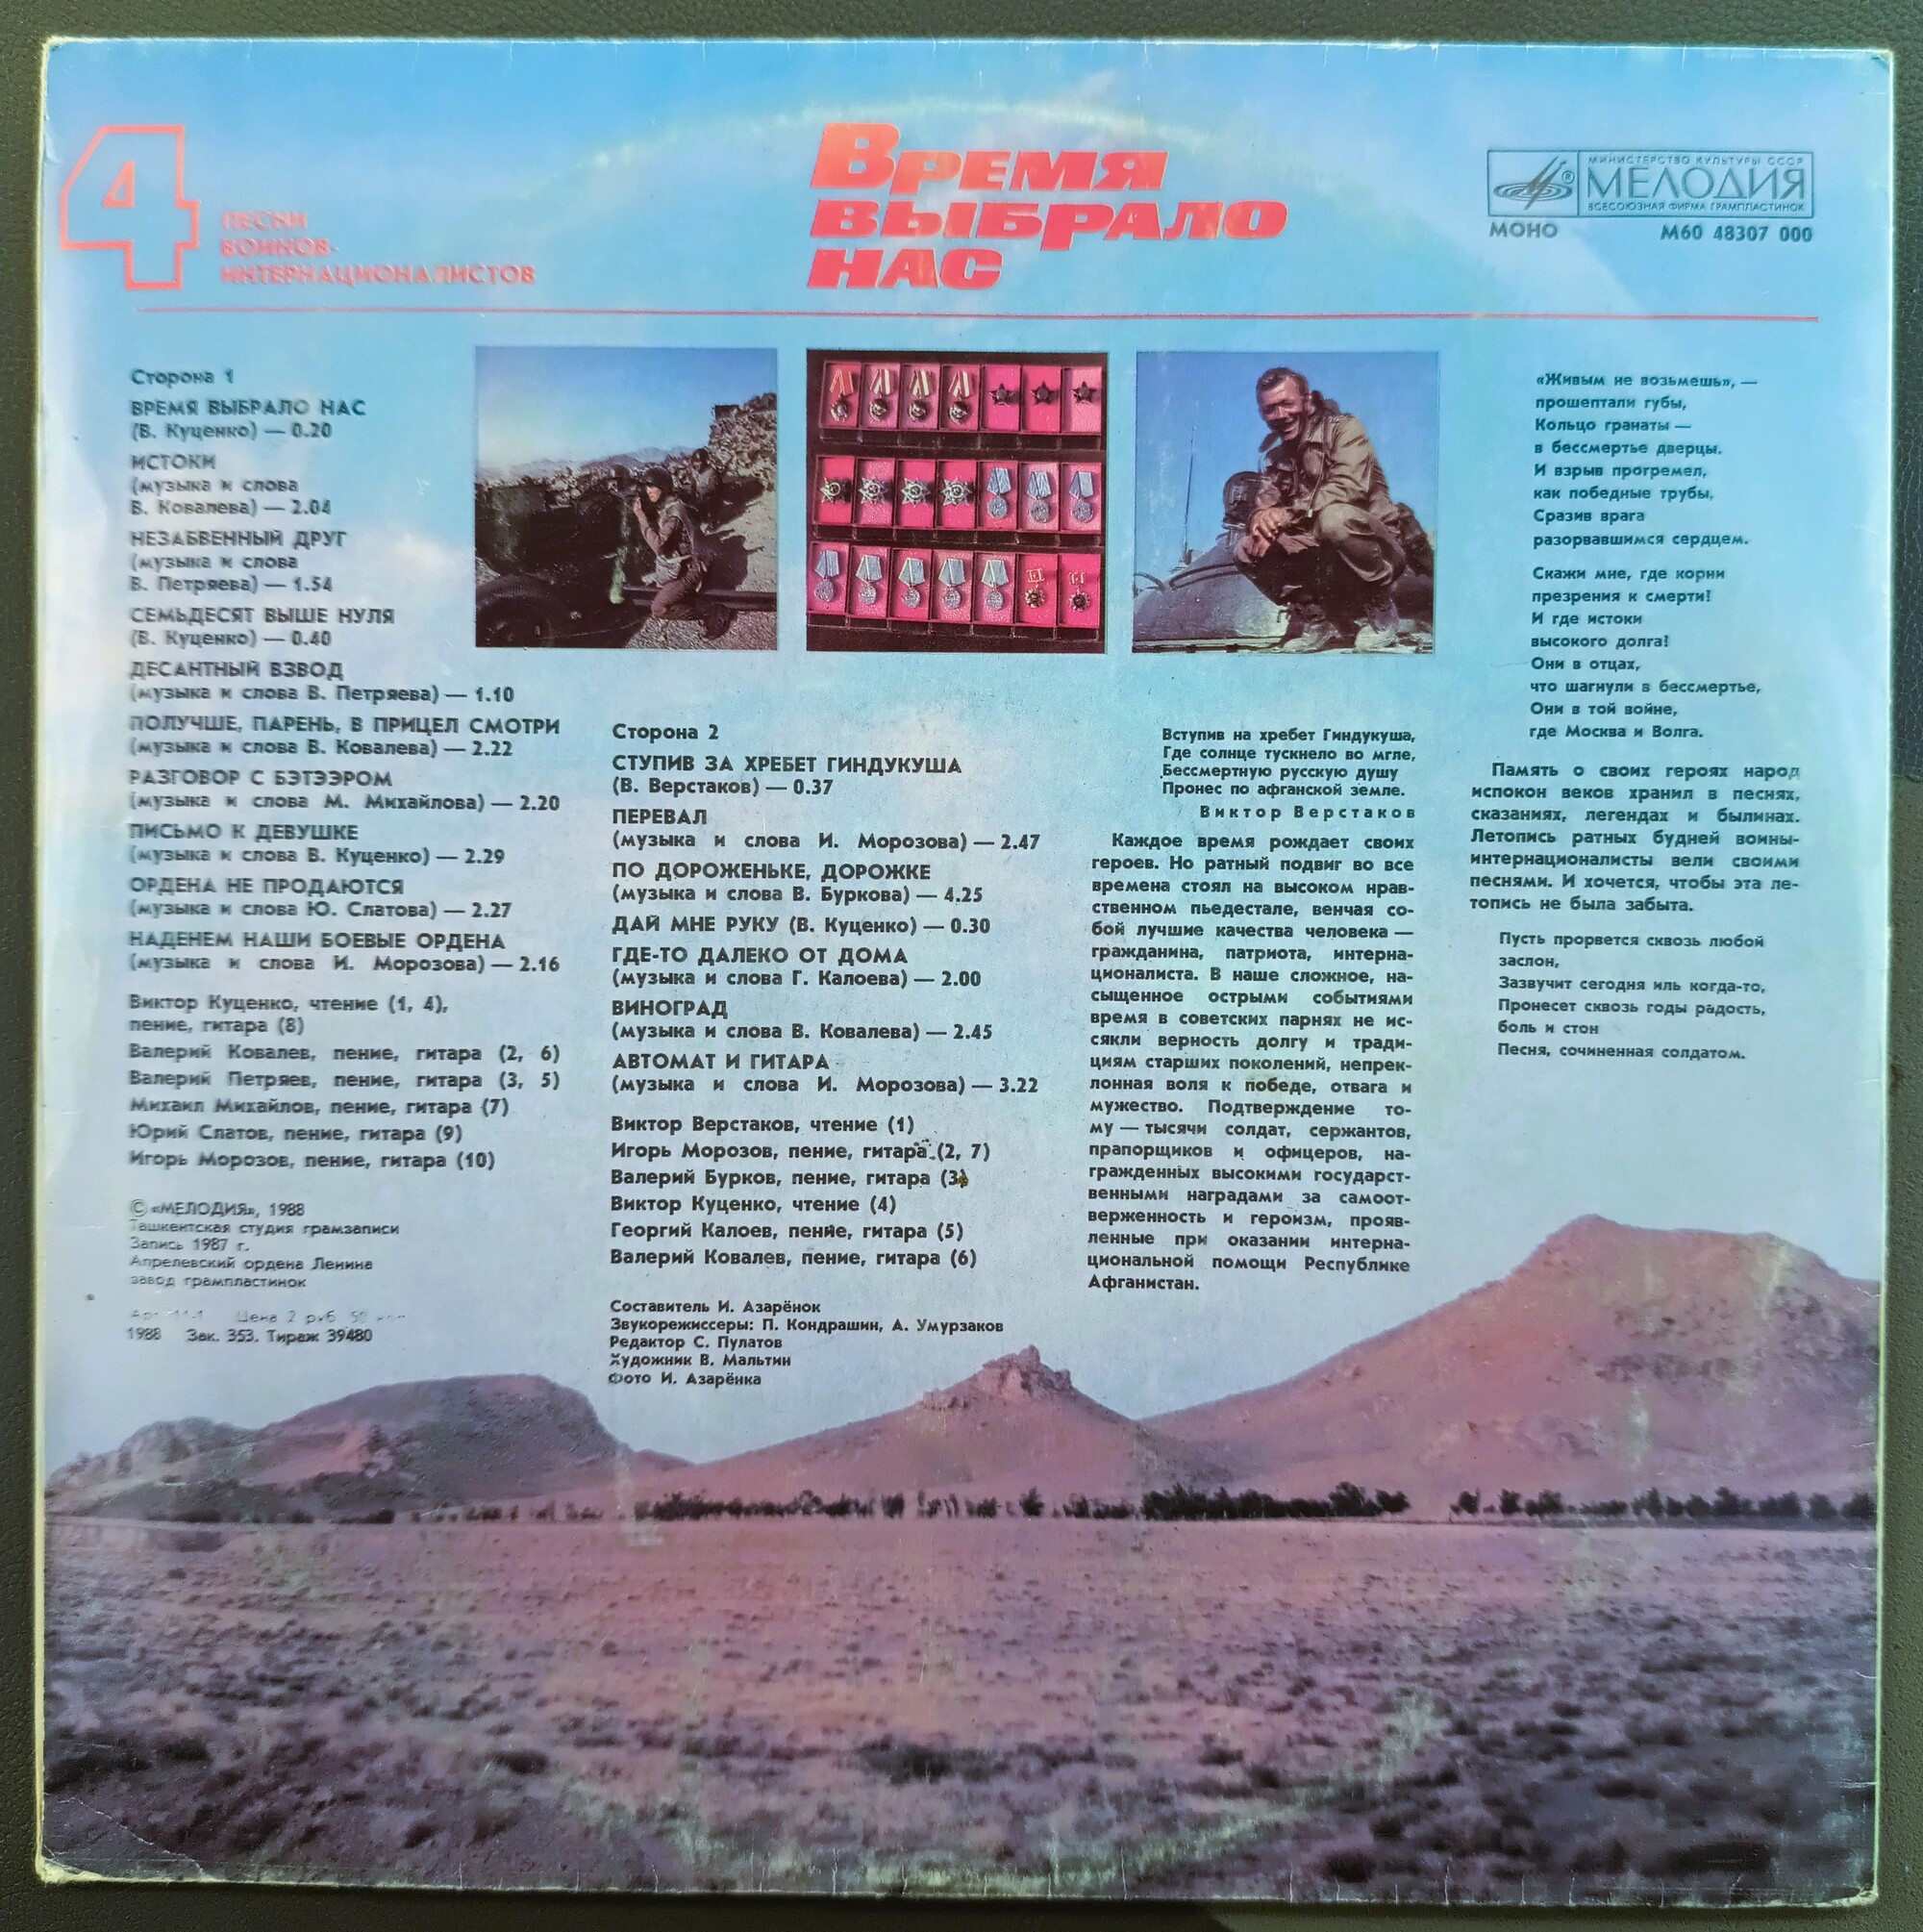 4
ПЕСНИ
ВОИНОВ-
ИНТЕРНАЦИОНАЛИСТОВ
ВРЕМЯ
ВЫБРАЛО
НАС
МИНИСТЕРСТВО КУЛЬТУРЫ СССР
МЕЛОДИЯ
ВСЕСОЮЗНАЯ ФИРМА ГРАМПЛАСТИНОК
МОНО М60 48307 000
Сторона 1
ВРЕМЯ ВЫБРАЛО НАС
(В. Куценко) — 0.20
ИСТОКИ
(музыка и слова
В. Ковалева) — 2.04
НЕЗАБВЕННЫЙ ДРУГ
(музыка и слова
В. Петряева) — 1.54
СЕМЬДЕСЯТ ВЫШЕ НУЛЯ
(В. Куценко) — 0.40
ДЕСАНТНЫЙ ВЗВОД
(музыка и слова В. Петряева) — 1.10
ПОЛУЧШЕ, ПАРЕНЬ, В ПРИЦЕЛ СМОТРИ
(музыка и слова В. Ковалева) — 2.22
РАЗГОВОР С БЭТЭЭРОМ
(музыка и слова М. Михайлова) — 2.20
ПИСЬМО К ДЕВУШКЕ
(музыка и слова В. Куценко) — 2.29
ОРДЕНА НЕ ПРОДАЮТСЯ
(музыка и слова Ю. Слатова) — 2.27
НАДЕНЕМ НАШИ БОЕВЫЕ ОРДЕНА
(музыка и слова И. Морозова) — 2.16
Виктор Куценко, чтение (1, 4),
пение, гитара (8)
Валерий Ковалев, пение, гитара (2, 6)
Валерий Петряев, пение, гитара (3, 5)
Михаил Михайлов, пение, гитара (7)
Юрий Слатов, пение, гитара (9)
Игорь Морозов, пение, гитара (10)
© «МЕЛОДИЯ», 1988
Ташкентская студия грамзаписи
Запись 1987 г.
Апрелевский ордена Ленина
завод грампластинок
Цена 2 руб. 50 коп
1988 Зак. 353. Тираж 39480
Сторона 2
СТУПИВ ЗА ХРЕБЕТ ГИНДУКУША
(В. Верстаков) — 0.37
ПЕРЕВАЛ
(музыка и слова И. Морозова) — 2.47
ПО ДОРОЖЕНЬКЕ, ДОРОЖКЕ
(музыка и слова В. Буркова) — 4.25
ДАЙ МНЕ РУКУ (В. Куценко) — 0.30
ГДЕ-ТО ДАЛЕКО ОТ ДОМА
(музыка и слова Г. Калоева) — 2.00
ВИНОГРАД
(музыка и слова В. Ковалева) — 2.45
АВТОМАТ И ГИТАРА
(музыка и слова И. Морозова) — 3.22
Виктор Верстаков, чтение (1)
Игорь Морозов, пение, гитара (2, 7)
Валерий Бурков, пение, гитара (3)
Виктор Куценко, чтение (4)
Георгий Калоев, пение, гитара (5)
Валерий Ковалев, пение, гитара (6)
Составитель И. Азарёнок
Звукорежиссеры: П. Кондрашин, А. Умурзаков
Редактор С. Пулатов
Художник В. Мальтин
Фото И. Азарёнка
Вступив на хребет Гиндукуша,
Где солнце тускнело во мгле,
Бессмертную русскую душу
Пронес по афганской земле.
Виктор Верстаков
Каждое время рождает своих
героев. Но ратный подвиг во все
времена стоял на высоком нрав-
ственном пьедестале, венчая со-
бой лучшие качества человека —
гражданина, патриота, интерна-
ционалиста. В наше сложное, на-
сыщенное острыми событиями
время в советских парнях не ис-
сякли верность долгу и тради-
циям старших поколений, непрек-
лонная воля к победе, отвага и
мужество. Подтверждение то-
му — тысячи солдат, сержантов,
прапорщиков и офицеров, на-
гражденных высокими государст-
венными наградами за самоот-
верженность и героизм, прояв-
ленные при оказании интерна-
циональной помощи Республике
Афганистан.
«Живым не возьмешь», —
прошептали губы,
Кольцо гранаты —
в бессмертье дверцы.
И взрыв прогремел,
как победные трубы,
Сразив врага
разорвавшимся сердцем.
Скажи мне, где корни
презрения к смерти!
И где истоки
высокого долга!
Они в отцах,
что шагнули в бессмертье,
Они в той войне,
где Москва и Волга.
Память о своих героях народ
испокон веков хранил в песнях,
сказаниях, легендах и былинах.
Летопись ратных будней воины-
интернационалисты вели своими
песнями. И хочется, чтобы эта ле-
топись не была забыта.
Пусть прорвется сквозь любой
заслон,
Зазвучит сегодня иль когда-то,
Пронесет сквозь годы радость,
боль и стон
Песня, сочиненная солдатом.